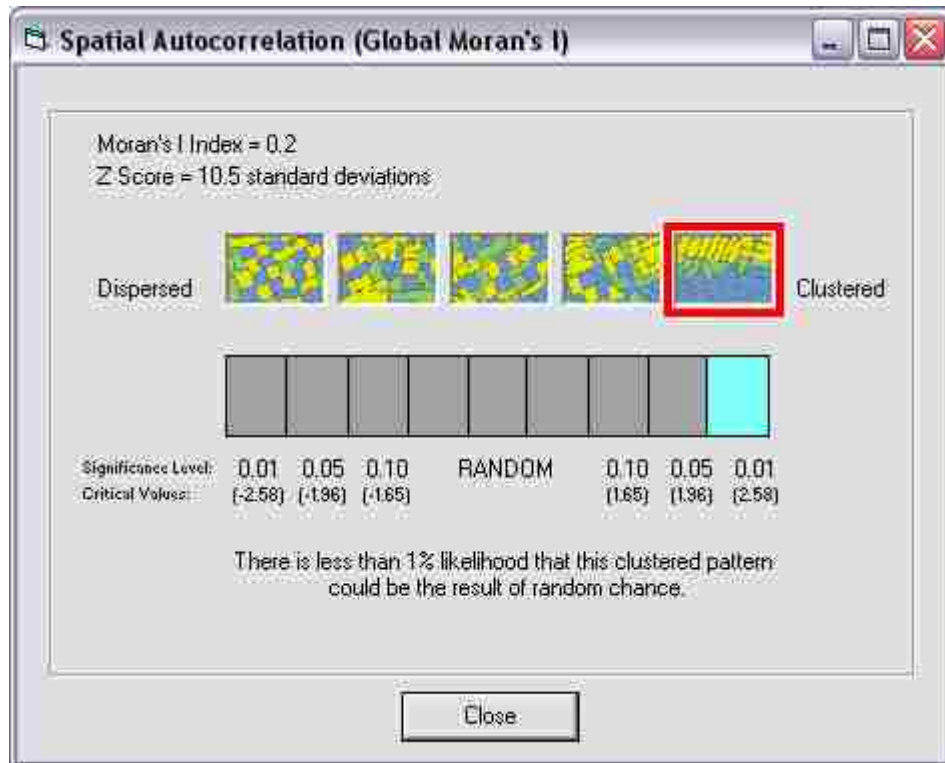 Spatial Autocorrelation (Global Moran's I)
Moran's I Index = 0.2
Z Score = 10.5 standard deviations
Dispersed Clustered
Significance Level: 0.01 0.05 0.10 RANDOM 0.10 0.05 0.01
Critical Values: (-2.58) (-1.96) (-1.65) (1.65) (1.96) (2.58)
There is less than 1% likelihood that this clustered pattern
could be the result of random chance.
Close